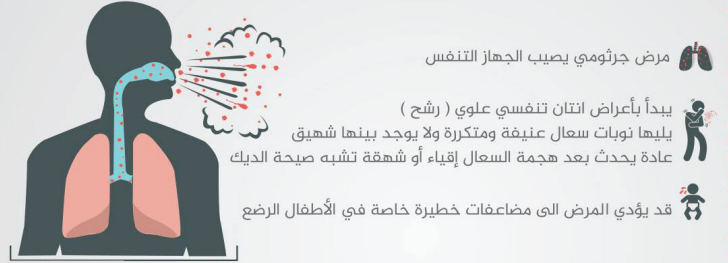 مرض جرثومي يصيب الجهاز التنفس
يبدأ بأعراض انتان تنفسي علوي ( رشح )
يليها نوبات سعال عنيفة ومتكررة ولا يوجد بينها شهيق
عادة يحدث بعد هجمة السعال إقياء أو شهقة تشبه صيحة الديك
قد يؤدي المرض الى مضاعفات خطيرة خاصة في الأطفال الرضع